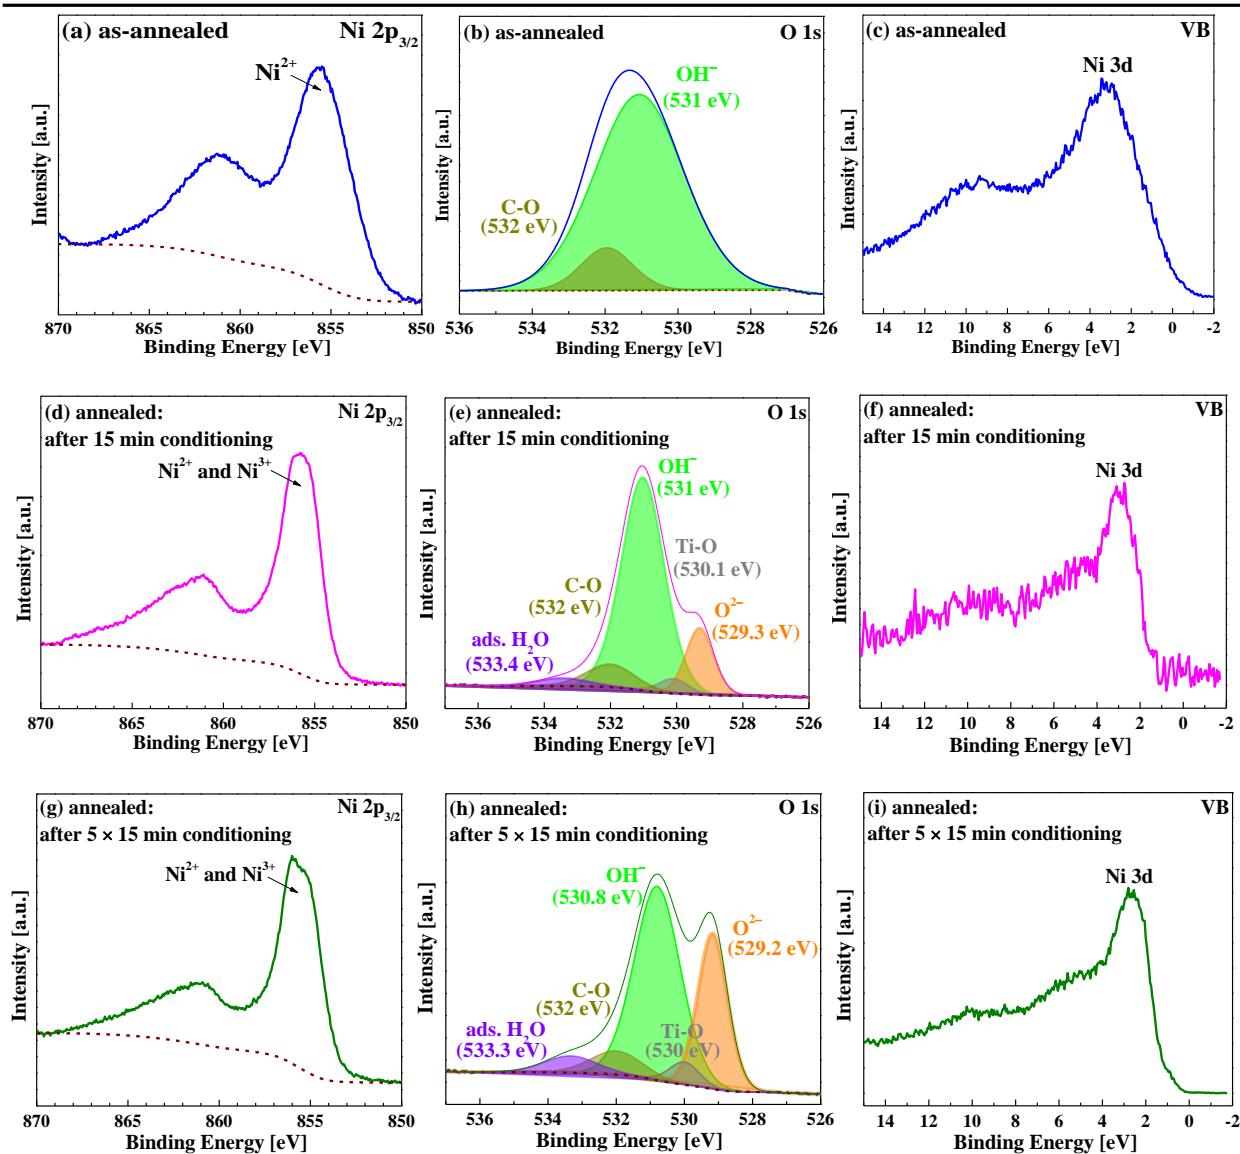 (a) as-annealed Ni 2p3/2
Ni2+
Intensity [a.u.]
870 865 860 855 850
Binding Energy [eV]
(b) as-annealed O 1s
OH−
(531 eV)
C-O
(532 eV)
Intensity [a.u.]
536 534 532 530 528 526
Binding Energy [eV]
(c) as-annealed VB
Ni 3d
Intensity [a.u.]
14 12 10 8 6 4 2 0 -2
Binding Energy [eV]
(d) annealed: Ni 2p3/2
after 15 min conditioning
Ni2+ and Ni3+
Intensity [a.u.]
870 865 860 855 850
Binding Energy [eV]
(e) annealed: O 1s
after 15 min conditioning
OH−
(531 eV)
Ti-O
(530.1 eV)
C-O
(532 eV)
O2−
(529.3 eV)
ads. H2O
(533.4 eV)
Intensity [a.u.]
536 534 532 530 528 526
Binding Energy [eV]
(f) annealed: VB
after 15 min conditioning
Ni 3d
Intensity [a.u.]
15 14 12 10 8 6 4 2 0 -2
Binding Energy [eV]
(g) annealed: Ni 2p3/2
after 5 × 15 min conditioning
Ni2+ and Ni3+
Intensity [a.u.]
870 865 860 855 850
Binding Energy [eV]
(h) annealed: O 1s
after 5 × 15 min conditioning
OH−
(530.8 eV)
O2−
(529.2 eV)
C-O
(532 eV)
ads. H2O
(533.3 eV)
Ti-O
(530 eV)
Intensity [a.u.]
536 534 532 530 528 526
Binding Energy [eV]
(i) annealed: VB
after 5 × 15 min conditioning
Ni 3d
Intensity [a.u.]
15 14 12 10 8 6 4 2 0 -2
Binding Energy [eV]